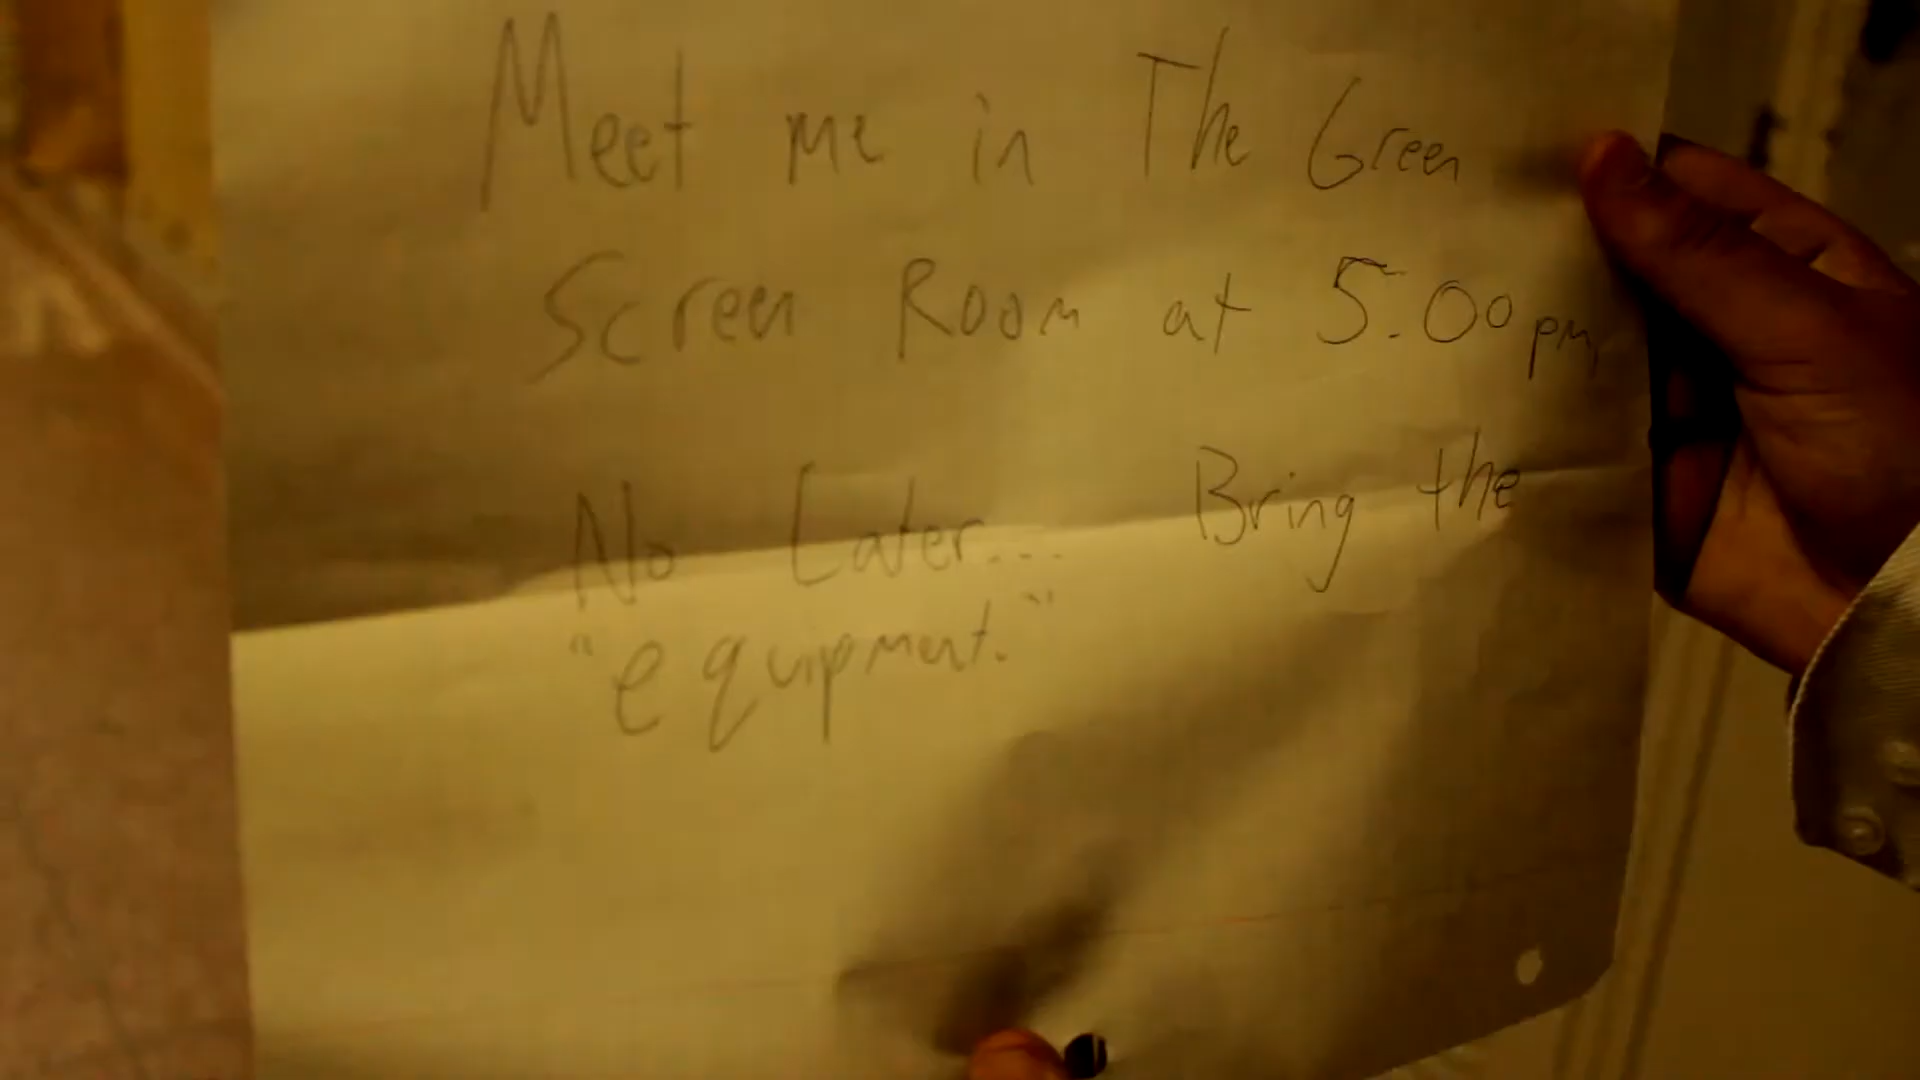 Meet me in The Green
Screen Room at 5.00pm,
No Later... Bring the
"equipment."